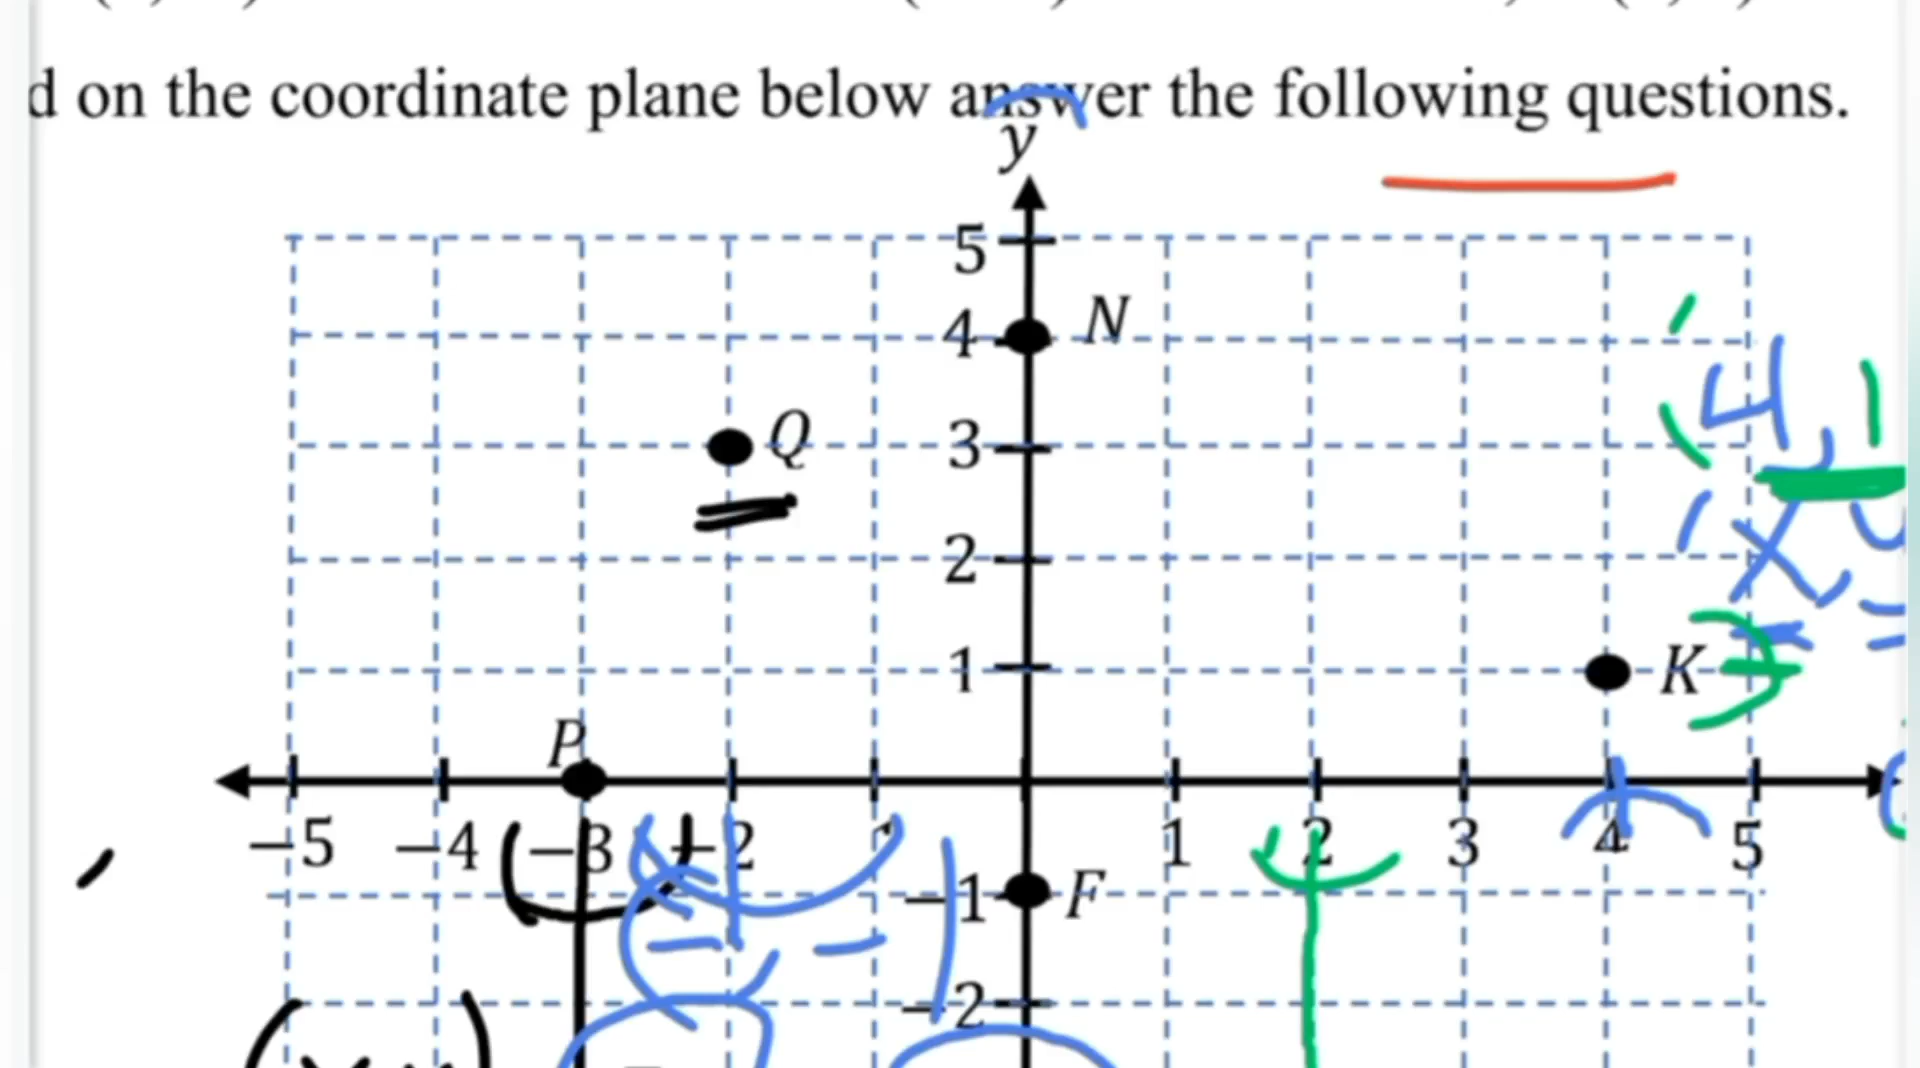 d on the coordinate plane below answer the following questions.
y
5
4 N
Q
3
4, 1
2
1 K
P
−5 −4 −3 −2 1 2 3 4 5
−1 F
−2